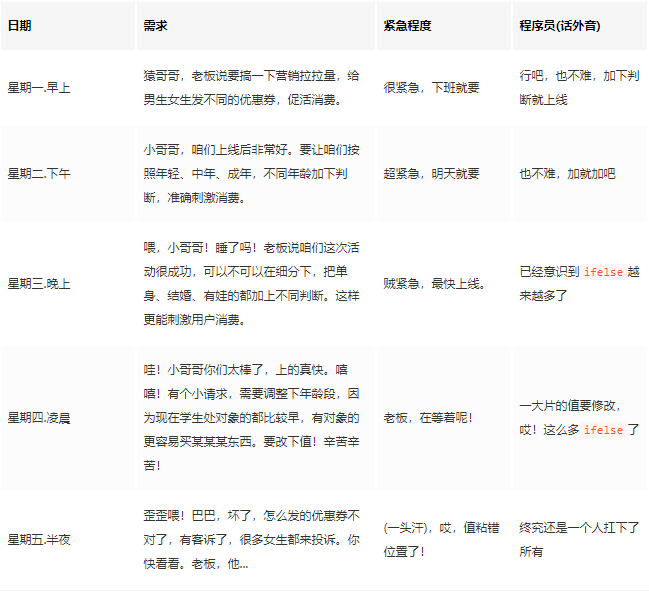 日期 需求 紧急程度 程序员(话外音)
星期一.早上
猿哥哥，老板说要搞一下营销拉拉量，给
男生女生发不同的优惠券，促活消费。
很紧急，下班就要
行吧，也不难，加下判
断就上线
星期二.下午
小哥哥，咱们上线后非常好。要让咱们按
照年轻、中年、成年，不同年龄加下判
断，准确刺激消费。
超紧急，明天就要
也不难，加就加吧
星期三.晚上
喂，小哥哥！睡了吗！老板说咱们这次活
动很成功，可以不可以在细分下，把单
身、结婚、有娃的都加上不同判断。这样
更能刺激用户消费。
贼紧急，最快上线。
已经意识到 ifelse 越
来越多了
星期四.凌晨
哇！小哥哥你们太棒了，上的真快。嘻
嘻！有个小请求，需要调整下年龄段，因
为现在学生处对象的都比较早，有对象的
更容易买某某某东西。要改下值！辛苦辛
苦！
老板，在等着呢！
一大片的值要修改，
哎！这么多 ifelse 了
星期五.半夜
歪歪喂！巴巴，坏了，怎么发的优惠券不
对了，有客诉了，很多女生都来投诉。你
快看看。老板，他...
(一头汗)，哎，值粘错
位置了！
终究还是一个人扛下了
所有